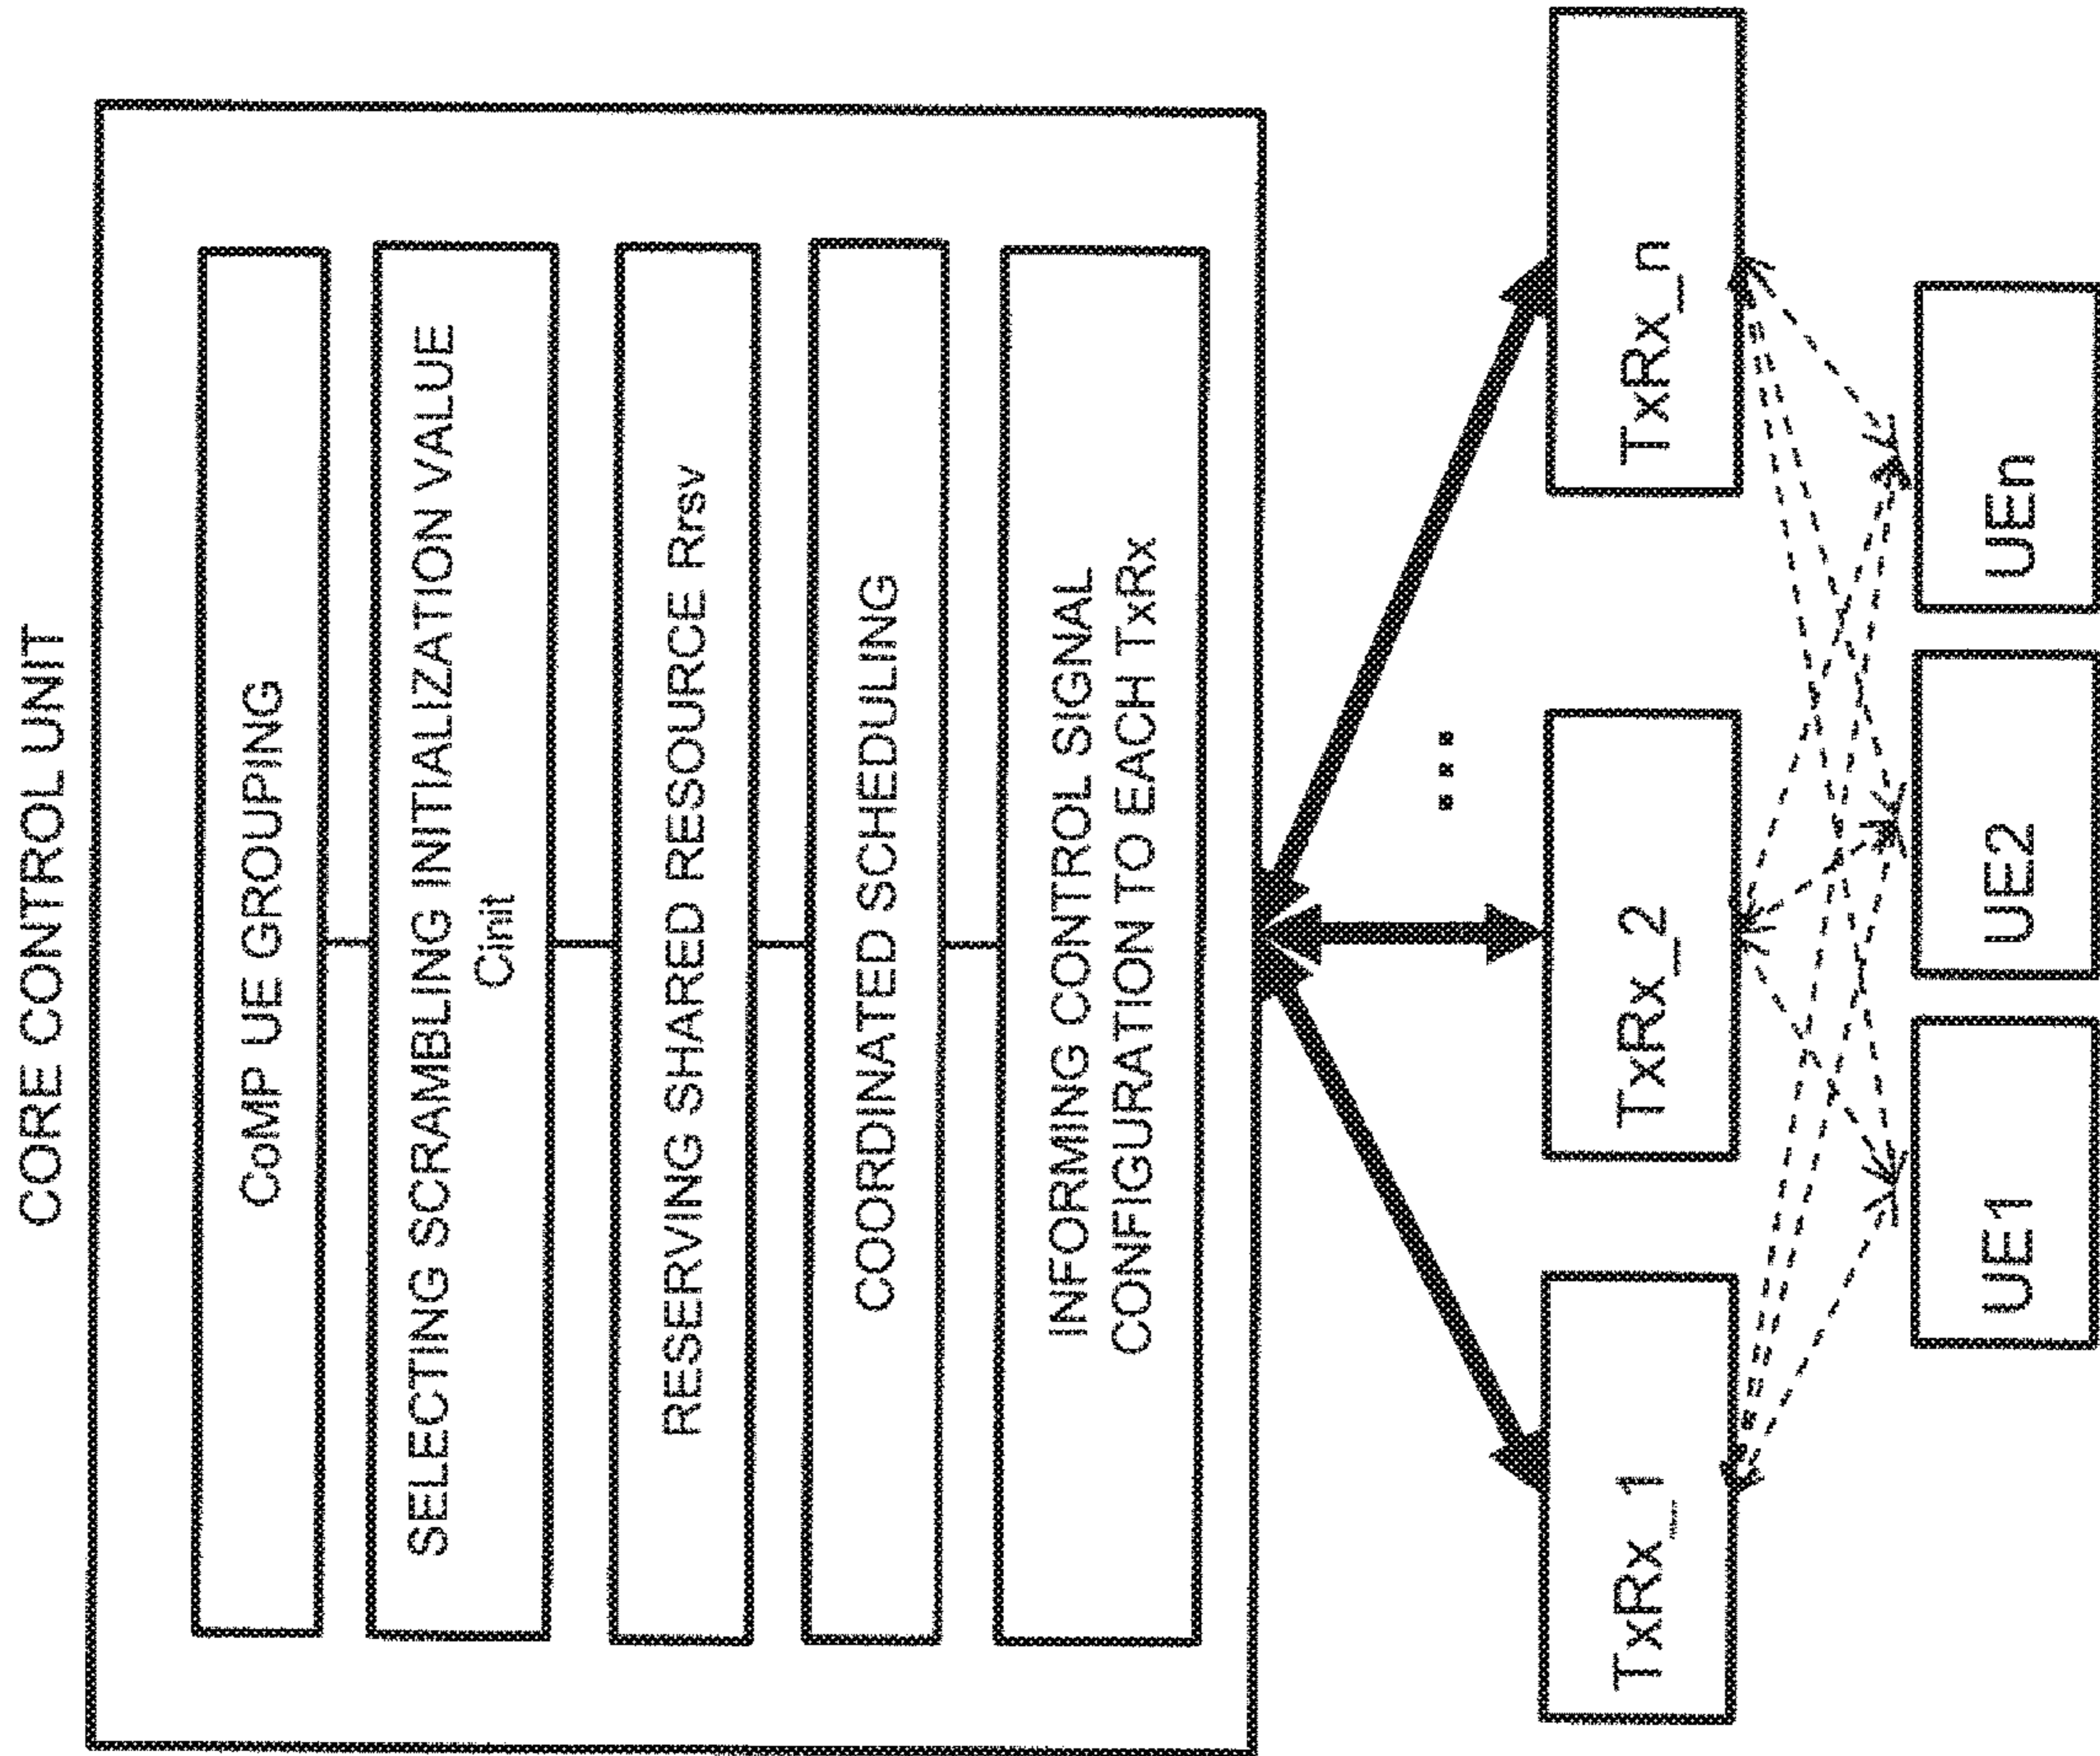 CORE CONTROL UNIT
CoMP UE GROUPING
SELECTING SCRAMBLING INITIALIZATION VALUE
Cinit
RESERVING SHARED RESOURCE Rrsv
COORDINATED SCHEDULING
INFORMING CONTROL SIGNAL
CONFIGURATION TO EACH TxRx
TxRx_1
TxRx_2
...
TxRx_n
UE1
UE2
UEn